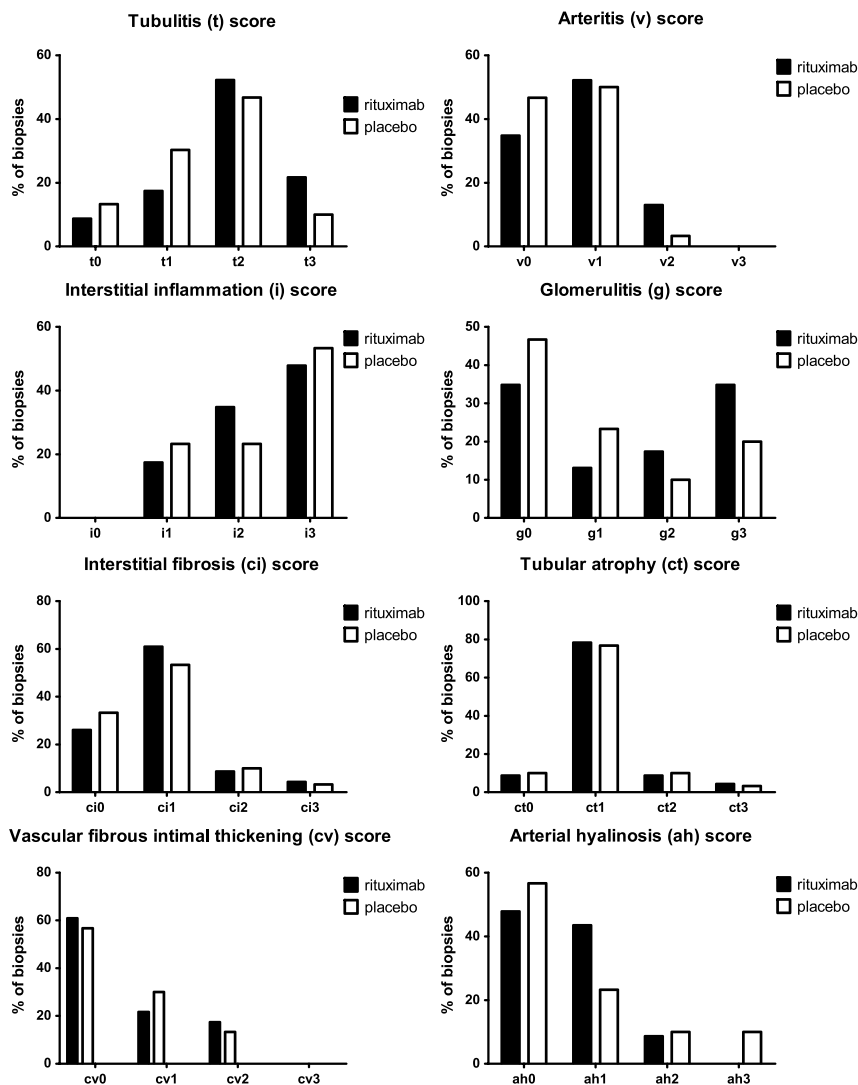 Tubulitis (t) score
% of biopsies
60
40
20
0
t0 t1 t2 t3
rituximab
placebo
Arteritis (v) score
% of biopsies
60
40
20
0
v0 v1 v2 v3
rituximab
placebo
Interstitial inflammation (i) score
% of biopsies
60
40
20
0
i0 i1 i2 i3
rituximab
placebo
Glomerulitis (g) score
% of biopsies
50
40
30
20
10
0
g0 g1 g2 g3
rituximab
placebo
Interstitial fibrosis (ci) score
% of biopsies
80
60
40
20
0
ci0 ci1 ci2 ci3
rituximab
placebo
Tubular atrophy (ct) score
% of biopsies
100
80
60
40
20
0
ct0 ct1 ct2 ct3
rituximab
placebo
Vascular fibrous intimal thickening (cv) score
% of biopsies
80
60
40
20
0
cv0 cv1 cv2 cv3
rituximab
placebo
Arterial hyalinosis (ah) score
% of biopsies
60
40
20
0
ah0 ah1 ah2 ah3
rituximab
placebo